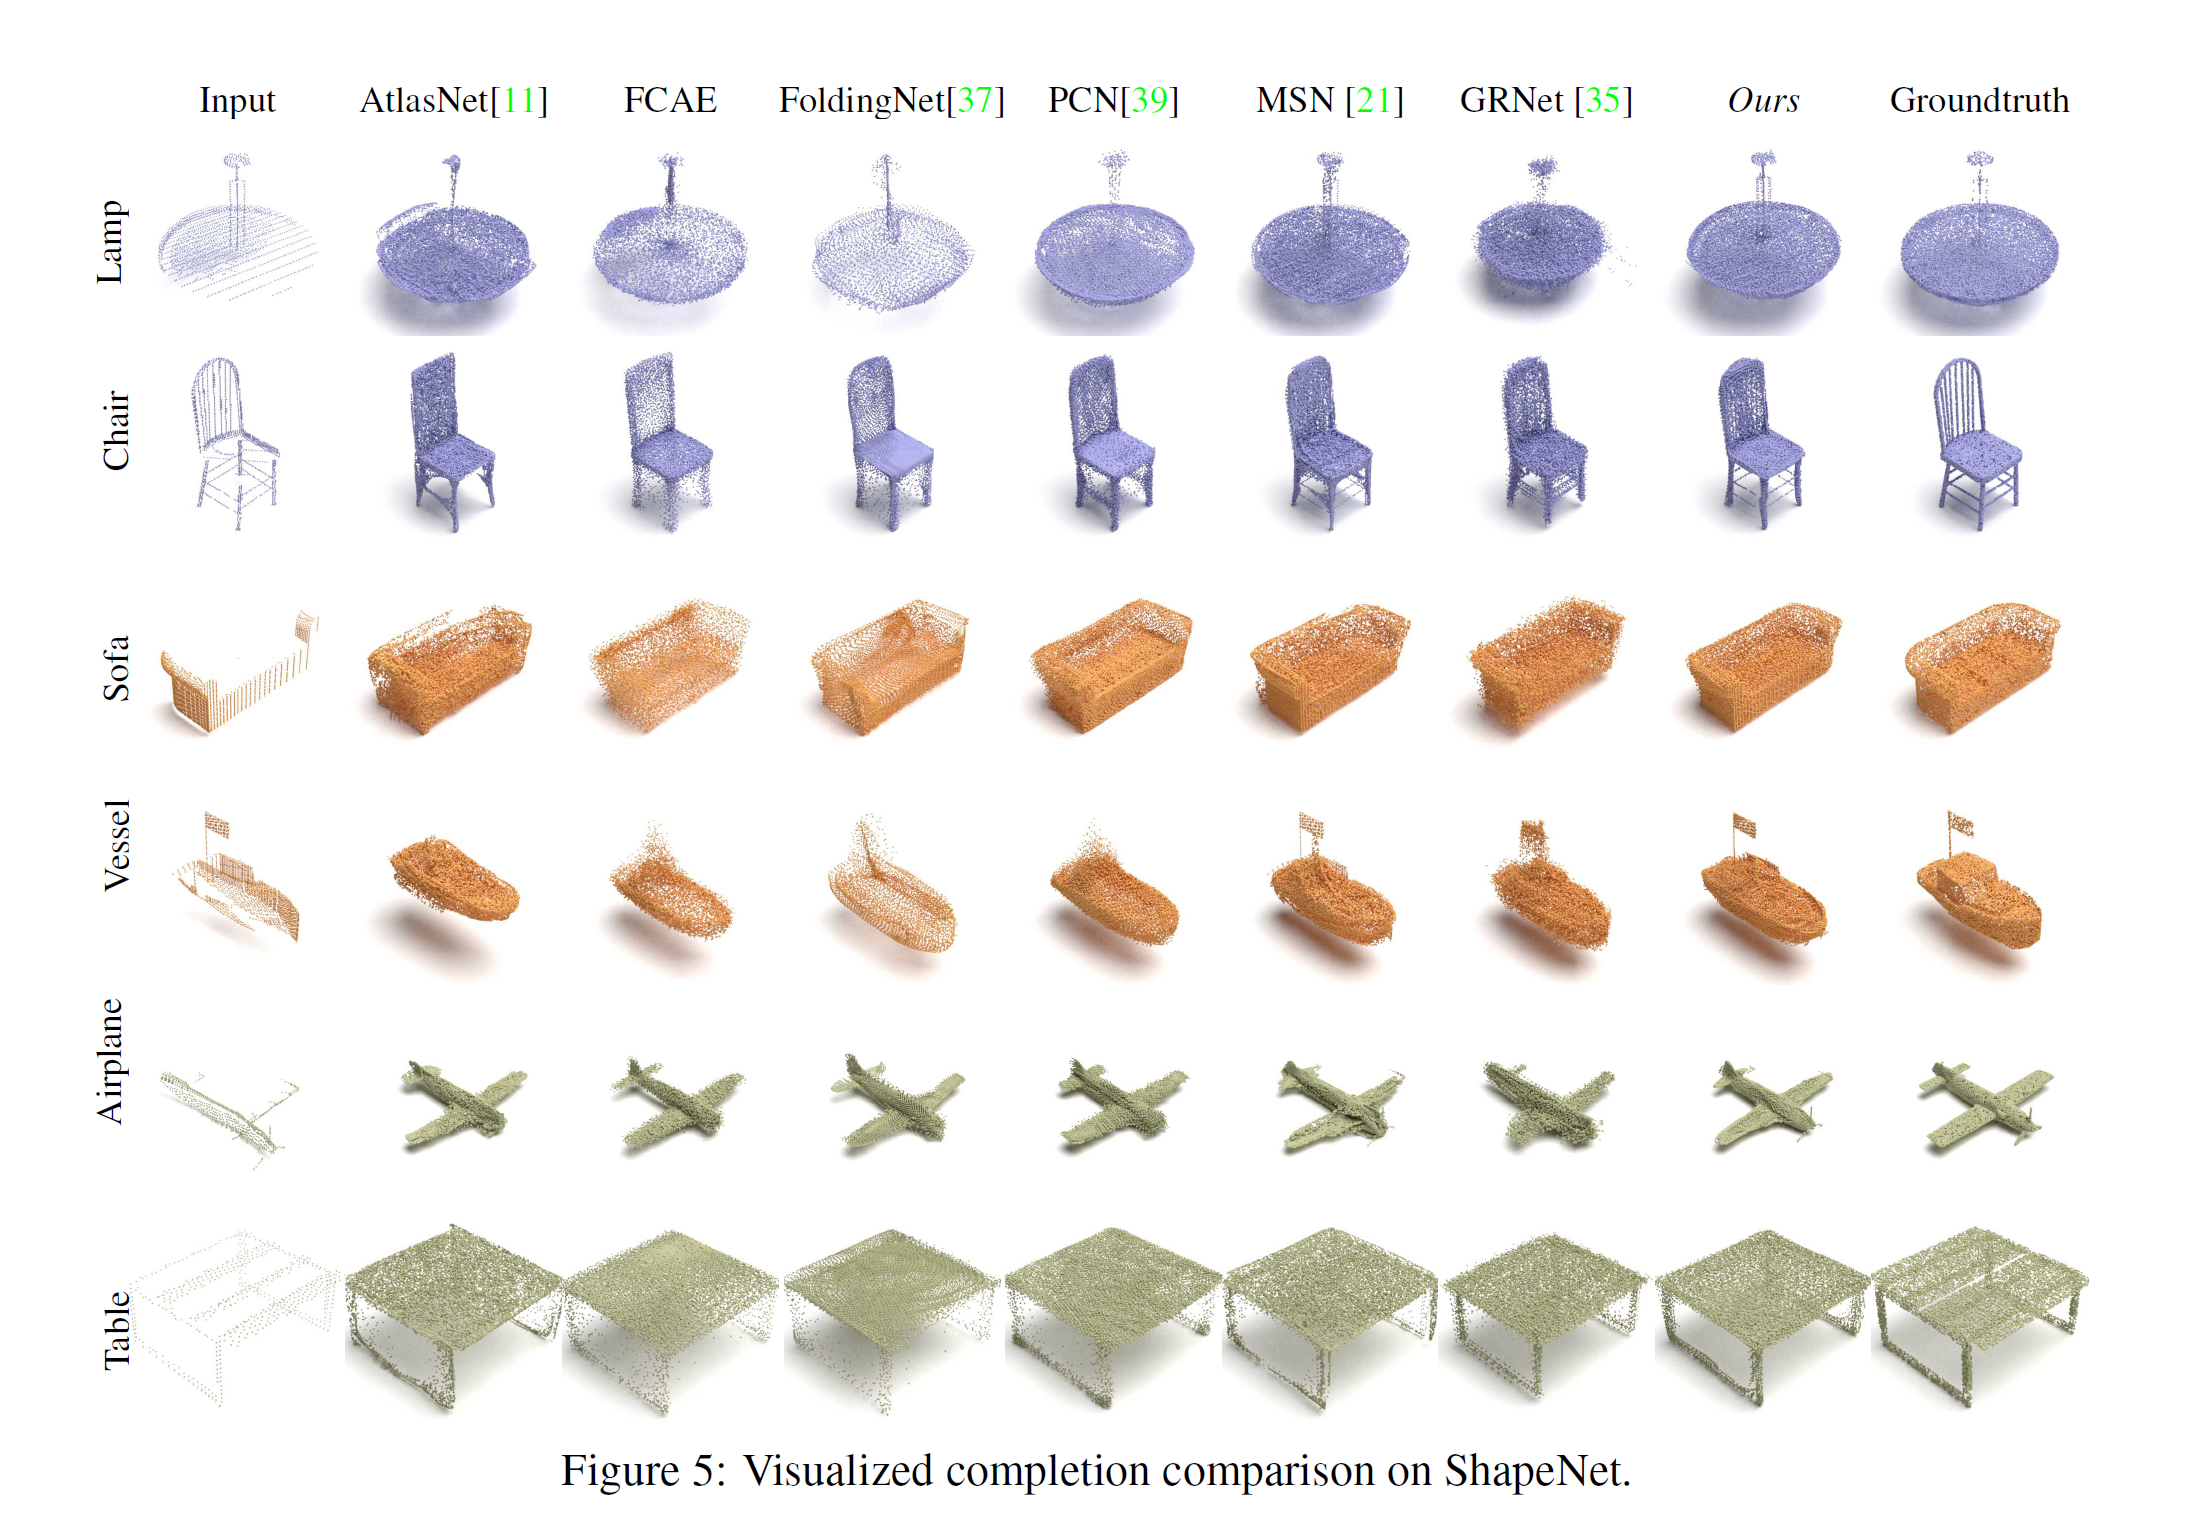 Input AtlasNet[11] FCAE FoldingNet[37] PCN[39] MSN [21] GRNet [35] Ours Groundtruth
Lamp
Chair
Sofa
Vessel
Airplane
Table
Figure 5: Visualized completion comparison on ShapeNet.